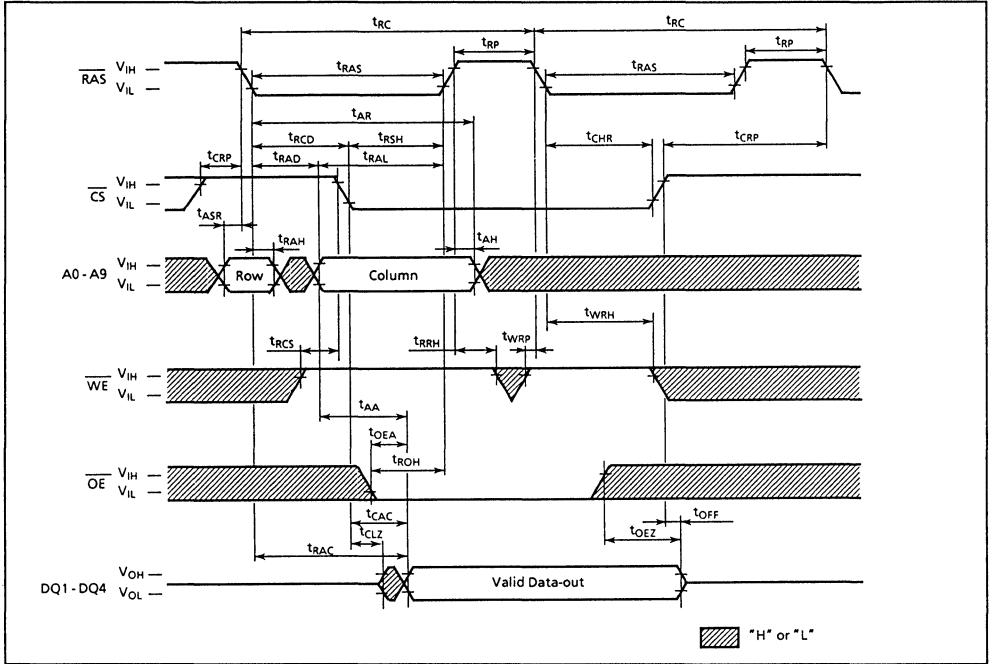 tRC tRC
tRP tRP
RAS VIH
VIL
tRAS tRAS
tAR
tRCD tRSH tCHR tCRP
tCRP tRAD tRAL
CS VIH
VIL
tASR tRAH tAH
A0 - A9 VIH
VIL
Row Column
tWRH
tRCS tRRH tWRP
WE VIH
VIL
tAA
tOEA
tROH
OE VIH
VIL
tCAC tOFF
tCLZ tOEZ
tRAC
DQ1 - DQ4 VOH
VOL
Valid Data-out
"H" or "L"